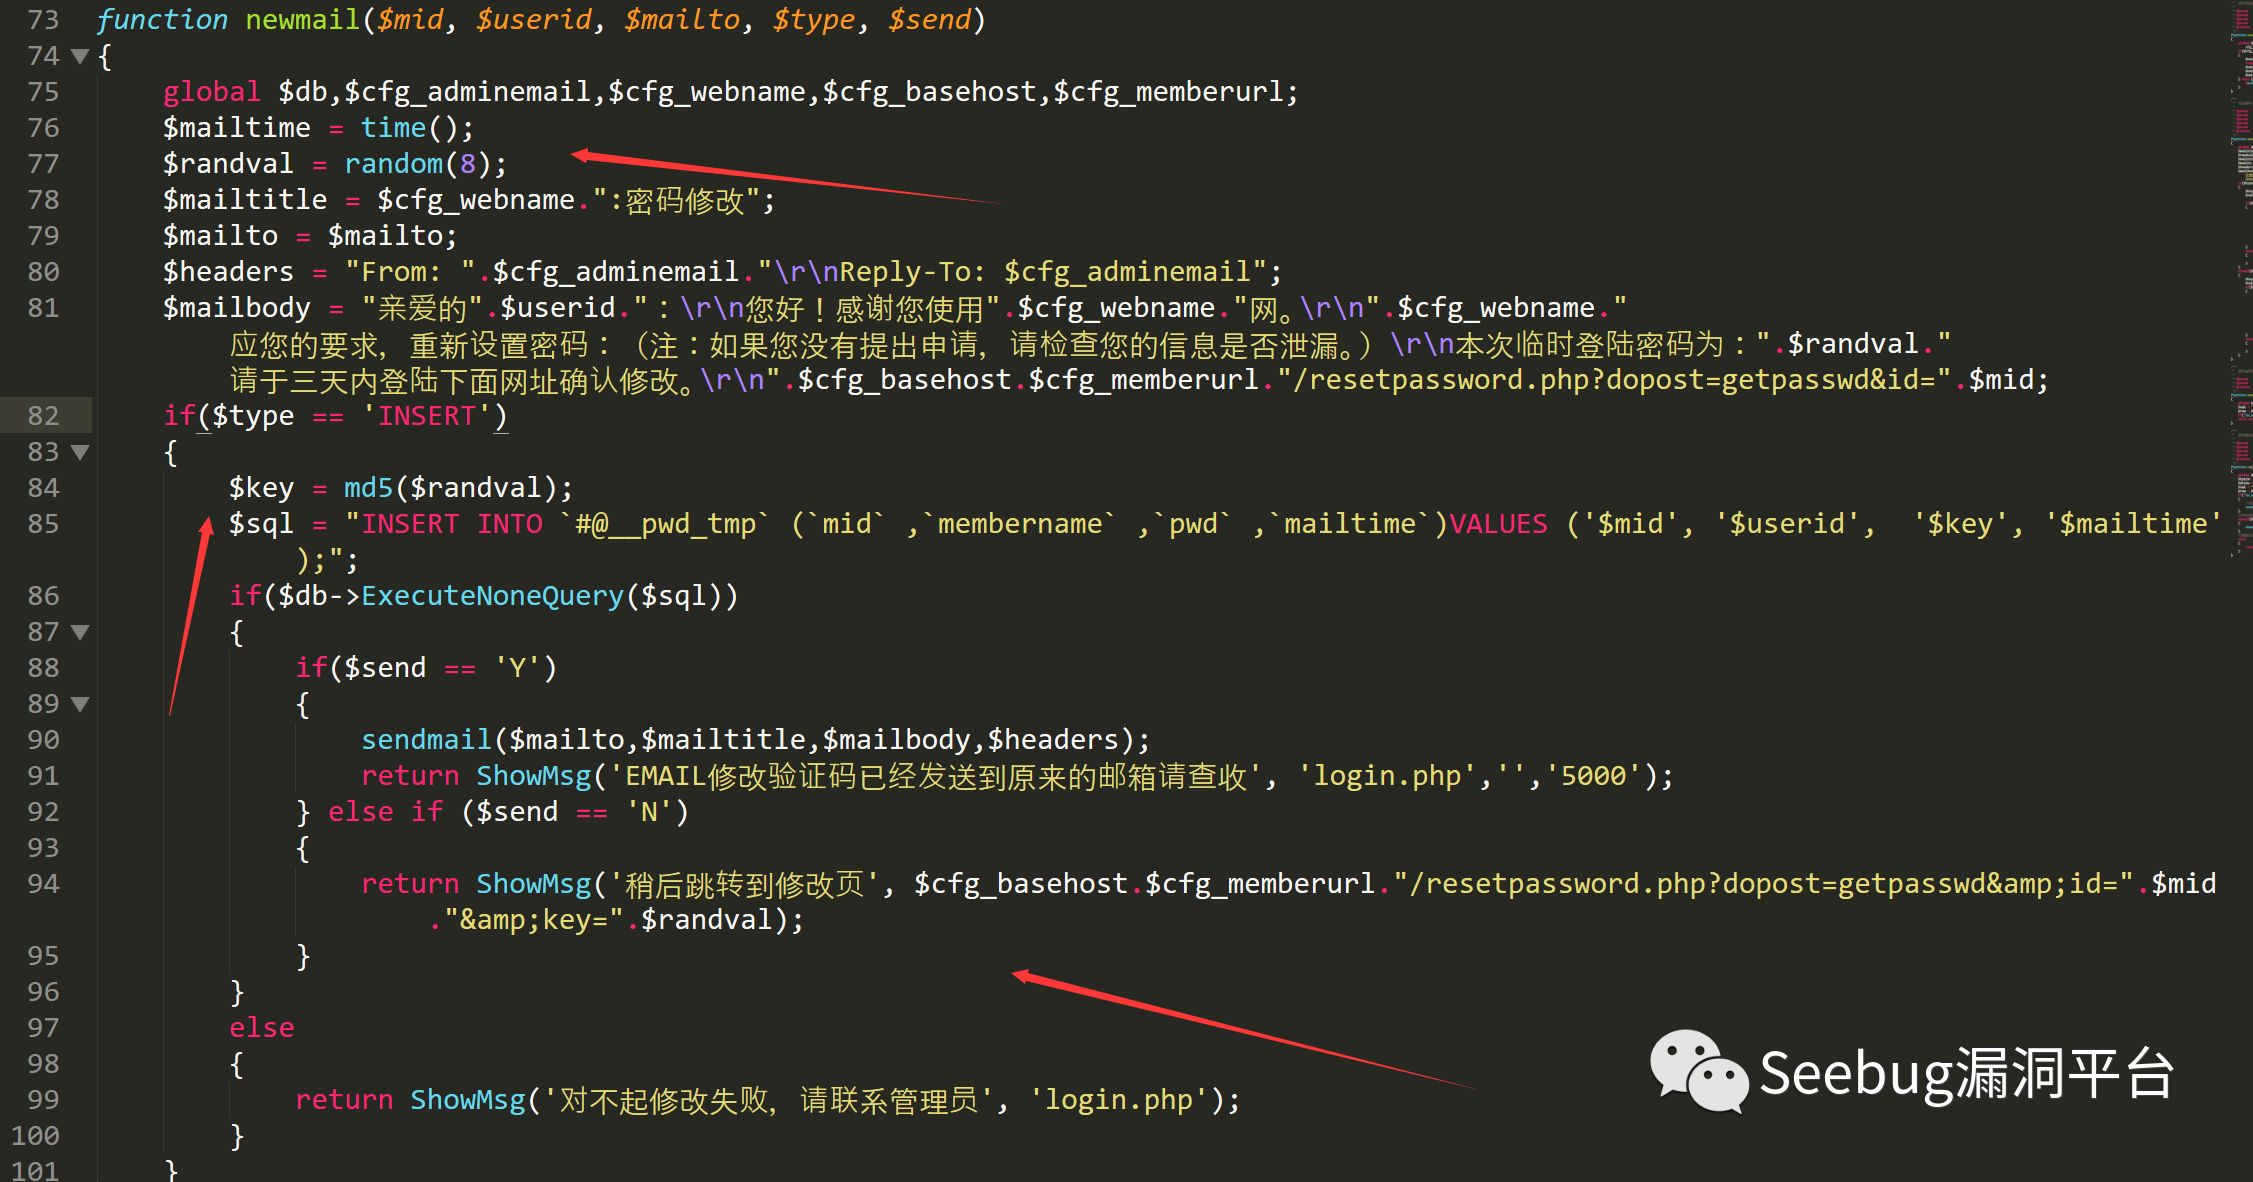 73 function newmail($mid, $userid, $mailto, $type, $send)
74 {
75 global $db,$cfg_adminemail,$cfg_webname,$cfg_basehost,$cfg_memberurl;
76 $mailtime = time();
77 $randval = random(8);
78 $mailtitle = $cfg_webname.":密码修改";
79 $mailto = $mailto;
80 $headers = "From: ".$cfg_adminemail."\r\nReply-To: $cfg_adminemail";
81 $mailbody = "亲爱的".$userid."：\r\n您好！感谢您使用".$cfg_webname."网。\r\n".$cfg_webname."
应您的要求，重新设置密码：（注：如果您没有提出申请，请检查您的信息是否泄漏。）\r\n本次临时登陆密码为：".$randval."
请于三天内登陆下面网址确认修改。\r\n".$cfg_basehost.$cfg_memberurl."/resetpassword.php?dopost=getpasswd&id=".$mid;
82 if($type == 'INSERT')
83 {
84 $key = md5($randval);
85 $sql = "INSERT INTO `#@__pwd_tmp` (`mid` ,`membername` ,`pwd` ,`mailtime`)VALUES ('$mid', '$userid',  '$key', '$mailtime'
);";
86 if($db->ExecuteNoneQuery($sql))
87 {
88 if($send == 'Y')
89 {
90 sendmail($mailto,$mailtitle,$mailbody,$headers);
91 return ShowMsg('EMAIL修改验证码已经发送到原来的邮箱请查收', 'login.php','','5000');
92 } else if ($send == 'N')
93 {
94 return ShowMsg('稍后跳转到修改页', $cfg_basehost.$cfg_memberurl."/resetpassword.php?dopost=getpasswd&amp;id=".$mid
."&amp;key=".$randval);
95 }
96 }
97 else
98 {
99 return ShowMsg('对不起修改失败，请联系管理员', 'login.php');
100 }
101 }
Seebug漏洞平台